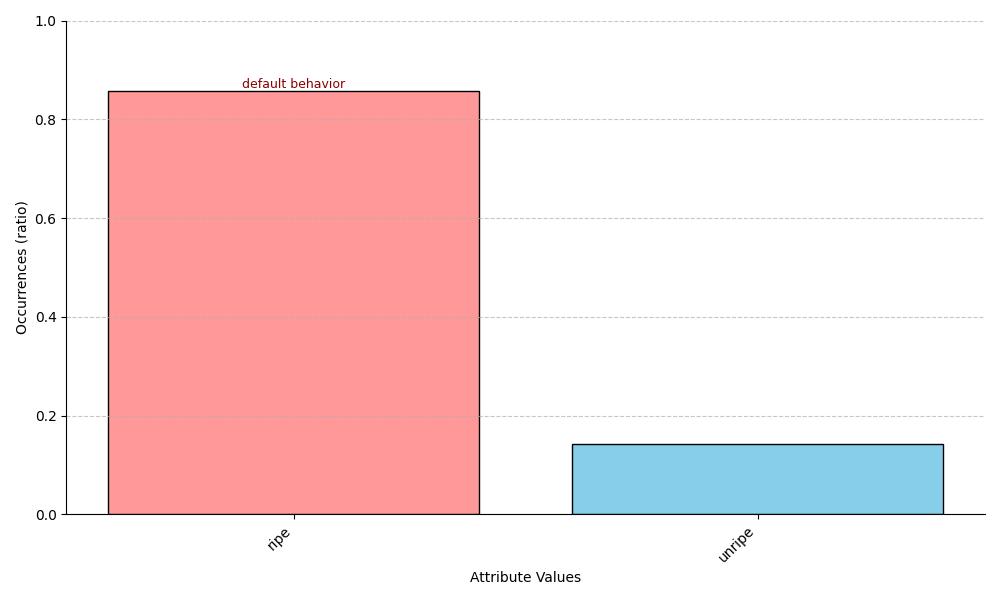 default behavior
1.0
0.8
0.6
0.4
0.2
0.0
Occurrences (ratio)
ripe
unripe
Attribute Values